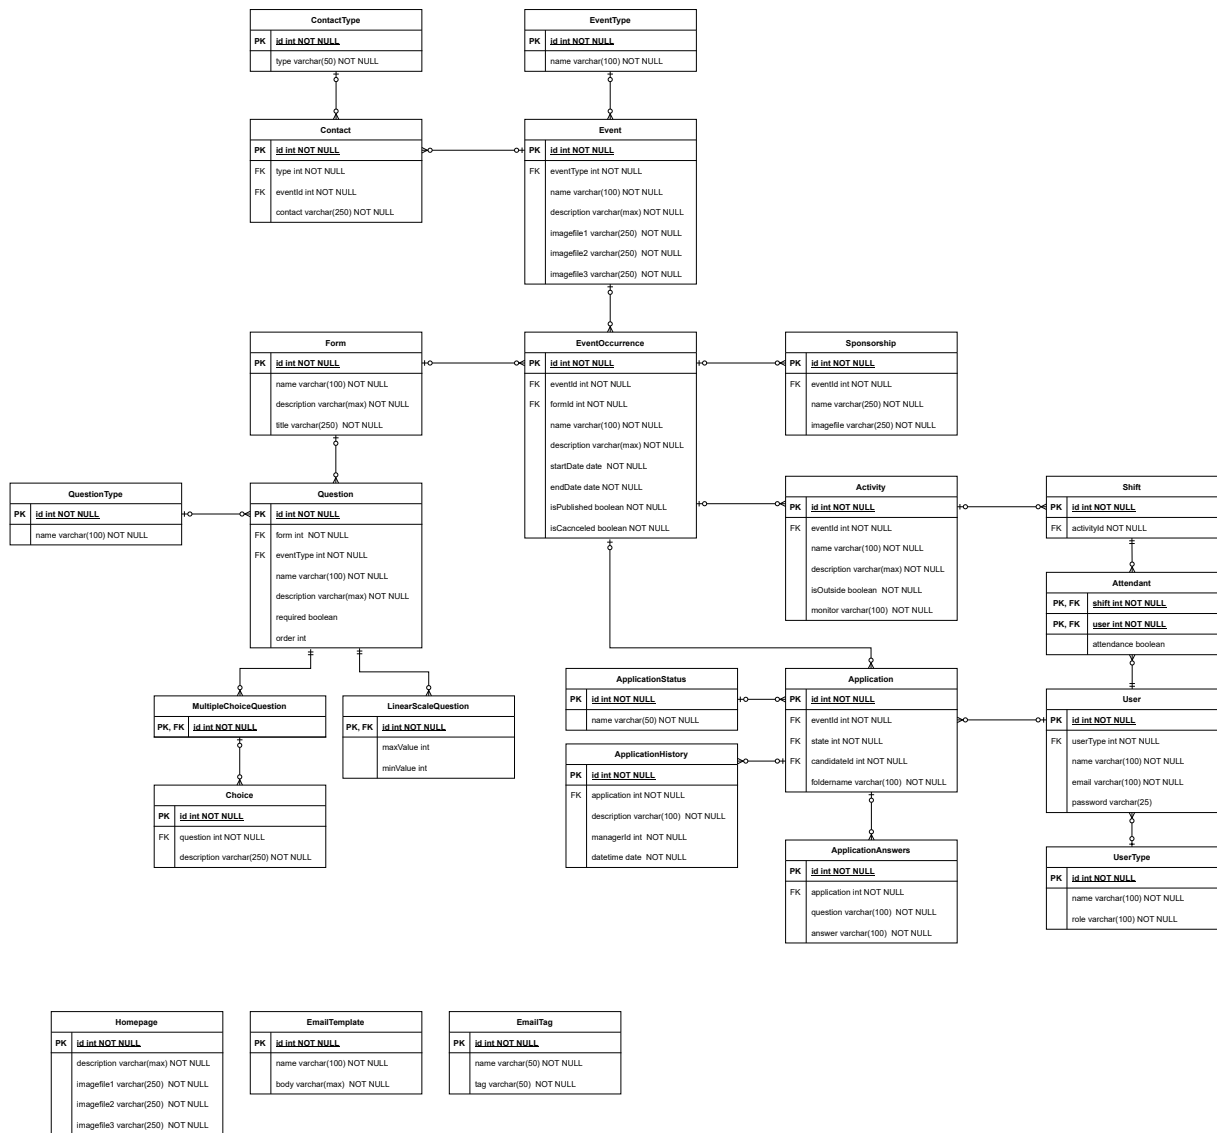 ContactType
PK id int NOT NULL
type varchar(50) NOT NULL
EventType
PK id int NOT NULL
name varchar(100) NOT NULL
Contact
PK id int NOT NULL
FK type int NOT NULL
FK eventId int NOT NULL
contact varchar(250) NOT NULL
Event
PK id int NOT NULL
FK eventType int NOT NULL
name varchar(100) NOT NULL
description varchar(max) NOT NULL
imagefile1 varchar(250) NOT NULL
imagefile2 varchar(250) NOT NULL
imagefile3 varchar(250) NOT NULL
Form
PK id int NOT NULL
name varchar(100) NOT NULL
description varchar(max) NOT NULL
title varchar(250) NOT NULL
EventOccurrence
PK id int NOT NULL
FK eventId int NOT NULL
FK formId int NOT NULL
name varchar(100) NOT NULL
description varchar(max) NOT NULL
startDate date NOT NULL
endDate date NOT NULL
isPublished boolean NOT NULL
isCacnceled boolean NOT NULL
Sponsorship
PK id int NOT NULL
FK eventId int NOT NULL
name varchar(250) NOT NULL
imagefile varchar(250) NOT NULL
QuestionType
PK id int NOT NULL
name varchar(100) NOT NULL
Question
PK id int NOT NULL
FK form int NOT NULL
FK eventType int NOT NULL
name varchar(100) NOT NULL
description varchar(max) NOT NULL
required boolean
order int
Activity
PK id int NOT NULL
FK eventId int NOT NULL
name varchar(100) NOT NULL
description varchar(max) NOT NULL
isOutside boolean NOT NULL
monitor varchar(100) NOT NULL
Shift
PK id int NOT NULL
FK activityId NOT NULL
Attendant
PK, FK shift int NOT NULL
PK, FK user int NOT NULL
attendance boolean
MultipleChoiceQuestion
PK, FK id int NOT NULL
LinearScaleQuestion
PK, FK id int NOT NULL
maxValue int
minValue int
Choice
PK id int NOT NULL
FK question int NOT NULL
description varchar(250) NOT NULL
ApplicationStatus
PK id int NOT NULL
name varchar(50) NOT NULL
Application
PK id int NOT NULL
FK eventId int NOT NULL
FK state int NOT NULL
FK candidateId int NOT NULL
foldername varchar(100) NOT NULL
User
PK id int NOT NULL
FK userType int NOT NULL
name varchar(100) NOT NULL
email varchar(100) NOT NULL
password varchar(25)
ApplicationHistory
PK id int NOT NULL
FK application int NOT NULL
description varchar(100) NOT NULL
managerId int NOT NULL
datetime date NOT NULL
ApplicationAnswers
PK id int NOT NULL
FK application int NOT NULL
question varchar(100) NOT NULL
answer varchar(100) NOT NULL
UserType
PK id int NOT NULL
name varchar(100) NOT NULL
role varchar(100) NOT NULL
Homepage
PK id int NOT NULL
description varchar(max) NOT NULL
imagefile1 varchar(250) NOT NULL
imagefile2 varchar(250) NOT NULL
imagefile3 varchar(250) NOT NULL
EmailTemplate
PK id int NOT NULL
name varchar(100) NOT NULL
body varchar(max) NOT NULL
EmailTag
PK id int NOT NULL
name varchar(50) NOT NULL
tag varchar(50) NOT NULL